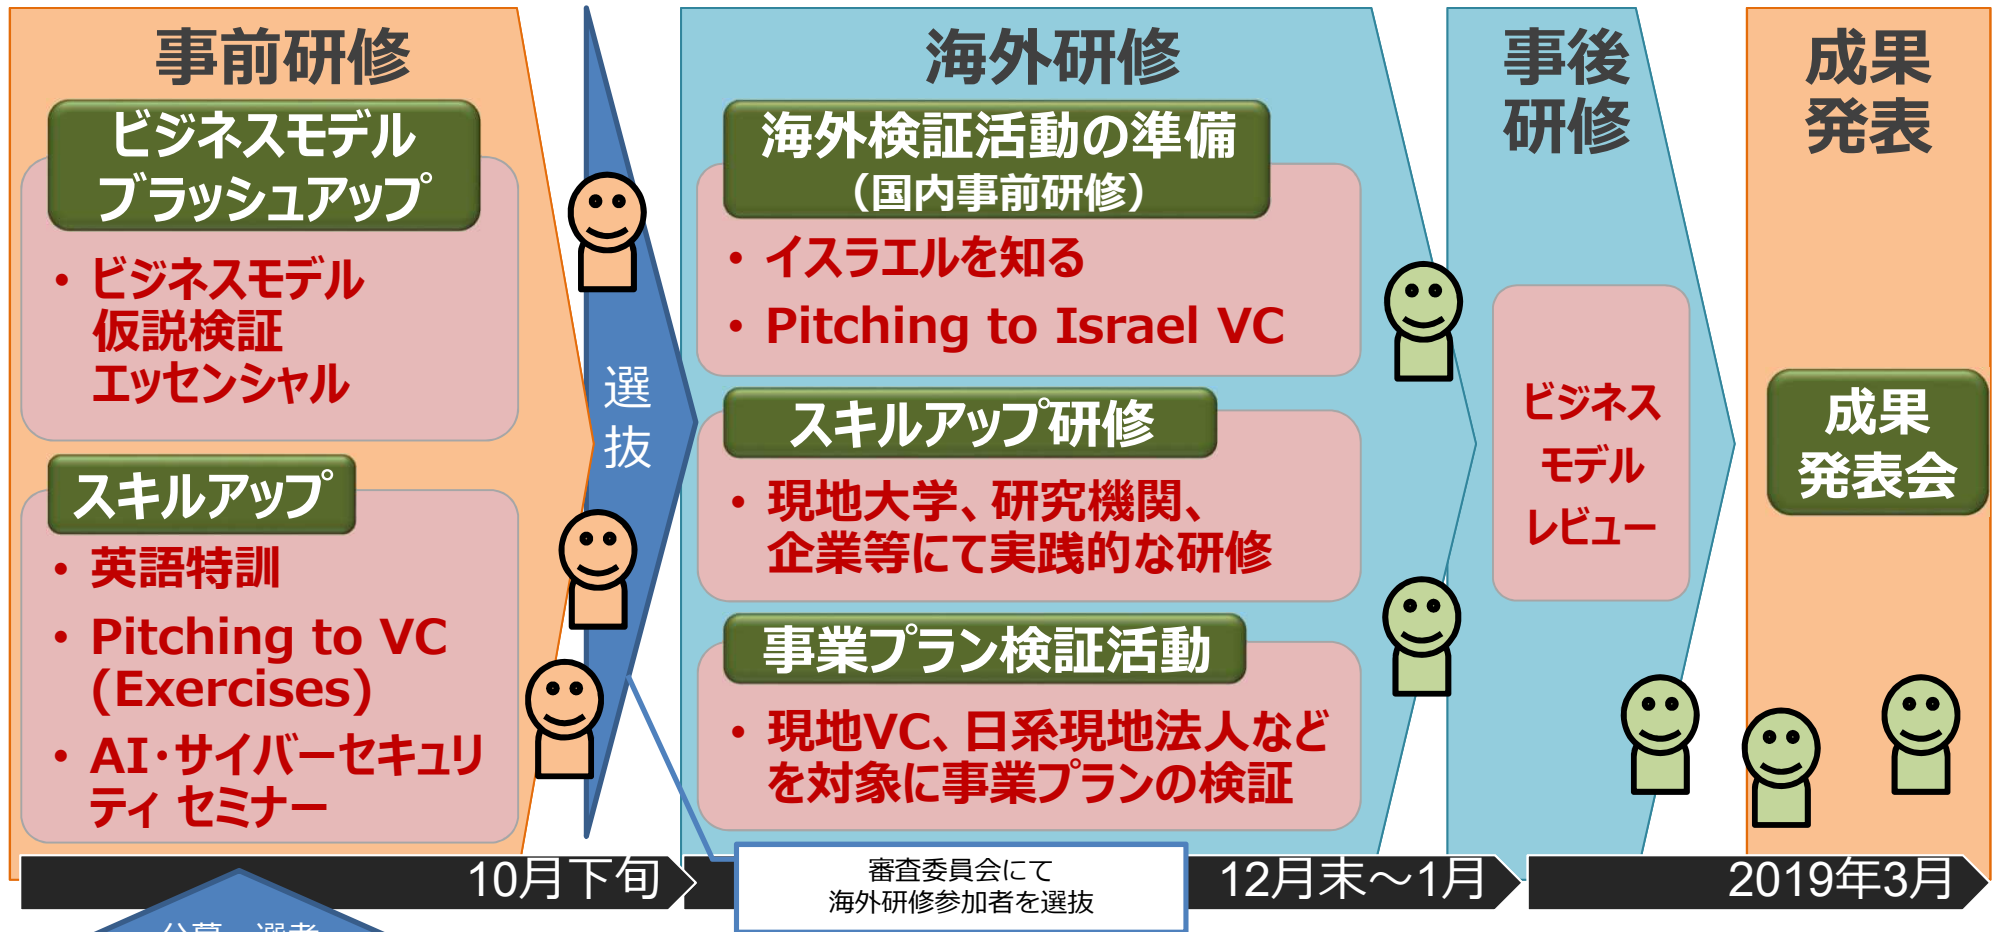 事前研修
ビジネスモデル
ブラッシュアップ
• ビジネスモデル
仮説検証
エッセンシャル
スキルアップ
• 英語特訓
• Pitching to VC
(Exercises)
• AI・サイバーセキュリ
ティ セミナー
選
抜
海外研修
海外検証活動の準備
（国内事前研修）
• イスラエルを知る
• Pitching to Israel VC
スキルアップ研修
• 現地大学、研究機関、
企業等にて実践的な研修
事業プラン検証活動
• 現地VC、日系現地法人など
を対象に事業プランの検証
事後
研修
ビジネス
モデル
レビュー
成果
発表
成果
発表会
10月下旬
審査委員会にて
海外研修参加者を選抜
12月末～1月
2019年3月